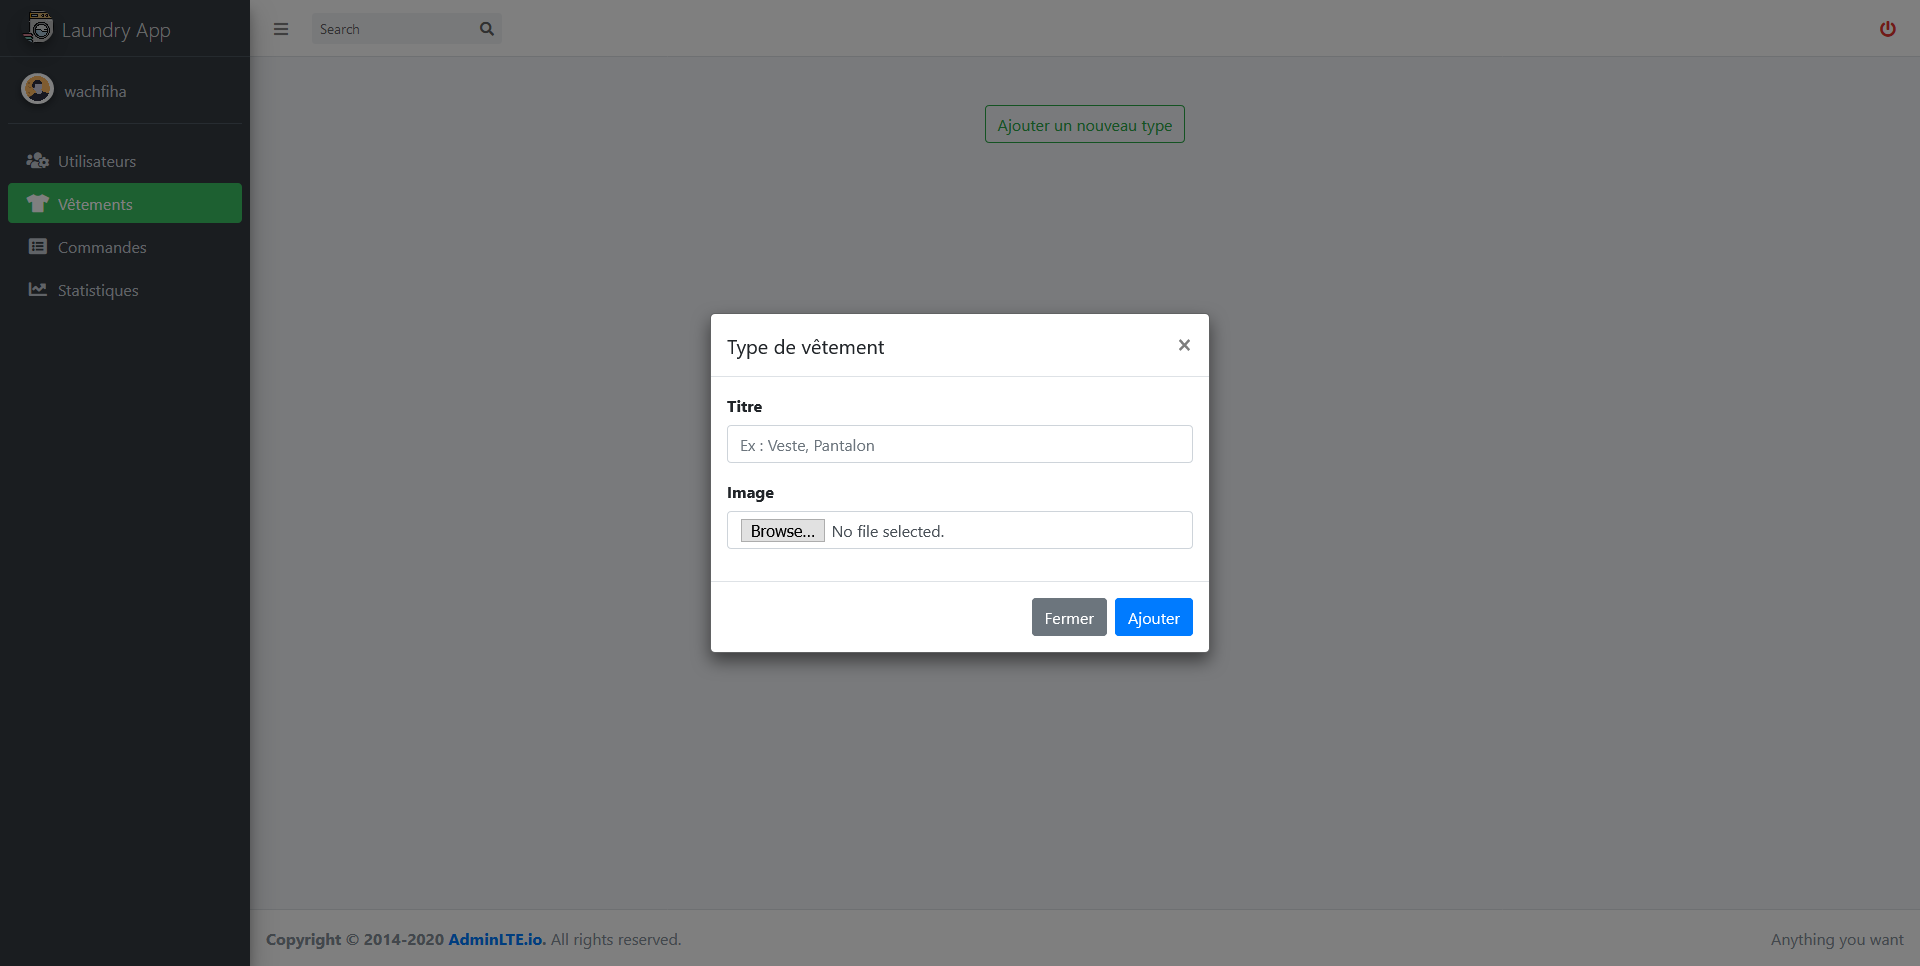 Laundry App
wachfiha
Utilisateurs
Vêtements
Commandes
Statistiques
Search
Ajouter un nouveau type
Type de vêtement
×
Titre
Ex : Veste, Pantalon
Image
Browse... No file selected.
Fermer Ajouter
Copyright © 2014-2020 AdminLTE.io. All rights reserved.
Anything you want